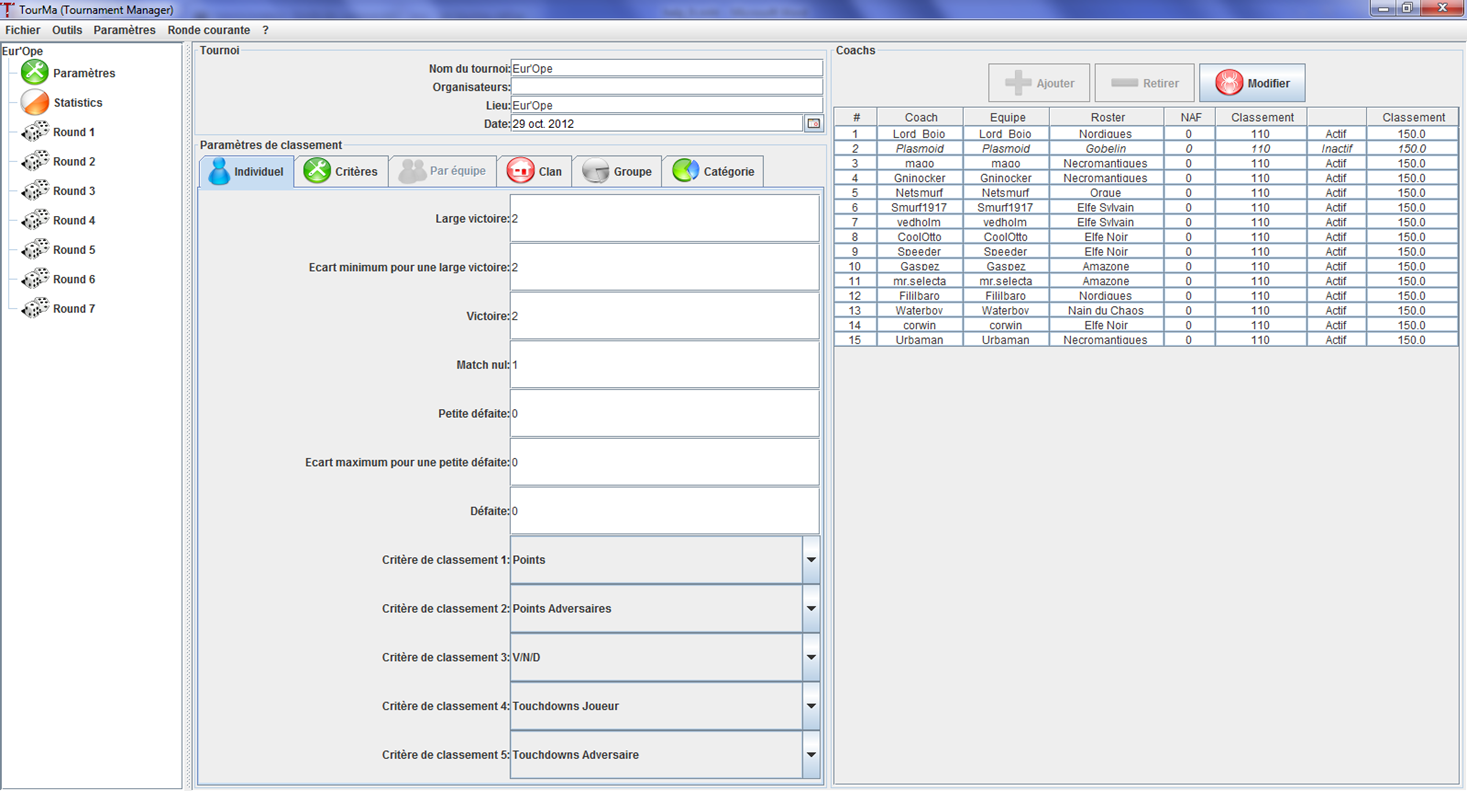 TourMa (Tournament Manager)
Fichier Outils Paramètres Ronde courante ?
Eur'Ope
Paramètres
Statistics
Round 1
Round 2
Round 3
Round 4
Round 5
Round 6
Round 7
Tournoi
Nom du tournoi: Eur'Ope
Organisateurs:
Lieu: Eur'Ope
Date: 29 oct. 2012
Paramètres de classement
Individuel Critères Par équipe Clan Groupe Catégorie
Large victoire: 2
Ecart minimum pour une large victoire: 2
Victoire: 2
Match nul: 1
Petite défaite: 0
Ecart maximum pour une petite défaite: 0
Défaite: 0
Critère de classement 1: Points
Critère de classement 2: Points Adversaires
Critère de classement 3: V/N/D
Critère de classement 4: Touchdowns Joueur
Critère de classement 5: Touchdowns Adversaire
Coachs
Ajouter Retirer Modifier
# Coach Equipe Roster NAF Classement Classement
1 Lord_Bojo Lord_Bojo Nordiques 0 110 Actif 150.0
2 Plasmoid Plasmoid Gobelin 0 110 Inactif 150.0
3 mago mago Necromantiques 0 110 Actif 150.0
4 Gninocker Gninocker Necromantiques 0 110 Actif 150.0
5 Netsmurf Netsmurf Orque 0 110 Actif 150.0
6 Smurf1917 Smurf1917 Elfe Sylvain 0 110 Actif 150.0
7 vedholm vedholm Elfe Sylvain 0 110 Actif 150.0
8 CoolOtto CoolOtto Elfe Noir 0 110 Actif 150.0
9 Speeder Speeder Elfe Noir 0 110 Actif 150.0
10 Gaspez Gaspez Amazone 0 110 Actif 150.0
11 mr.selecta mr.selecta Amazone 0 110 Actif 150.0
12 Fililbaro Fililbaro Nordiques 0 110 Actif 150.0
13 Waterboy Waterboy Nain du Chaos 0 110 Actif 150.0
14 corwin corwin Elfe Noir 0 110 Actif 150.0
15 Urbaman Urbaman Necromantiques 0 110 Actif 150.0